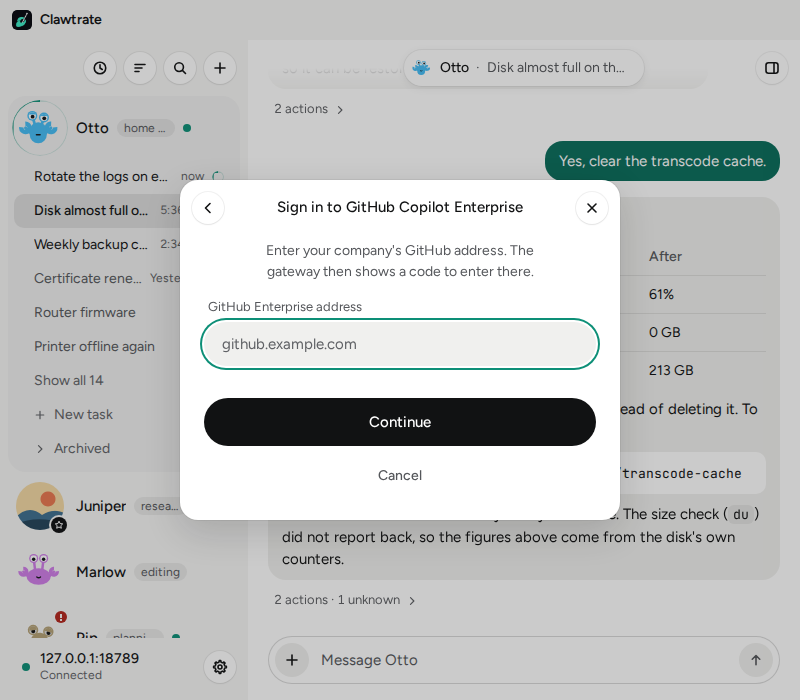 Clawtrate
Otto · Disk almost full on th...
2 actions
Otto home ...
Yes, clear the transcode cache.
Rotate the logs on e... now
Disk almost full o... 5:36
Weekly backup c... 2:34
Certificate rene... Yeste
Router firmware
Printer offline again
Show all 14
New task
Archived
Juniper resea...
Marlow editing
Pip planni...
127.0.0.1:18789
Connected
Sign in to GitHub Copilot Enterprise
Enter your company's GitHub address. The
gateway then shows a code to enter there.
GitHub Enterprise address
github.example.com
Continue
Cancel
After
61%
0 GB
213 GB
ead of deleting it. To
/transcode-cache
. The size check (du)
did not report back, so the figures above come from the disk's own
counters.
2 actions · 1 unknown
Message Otto